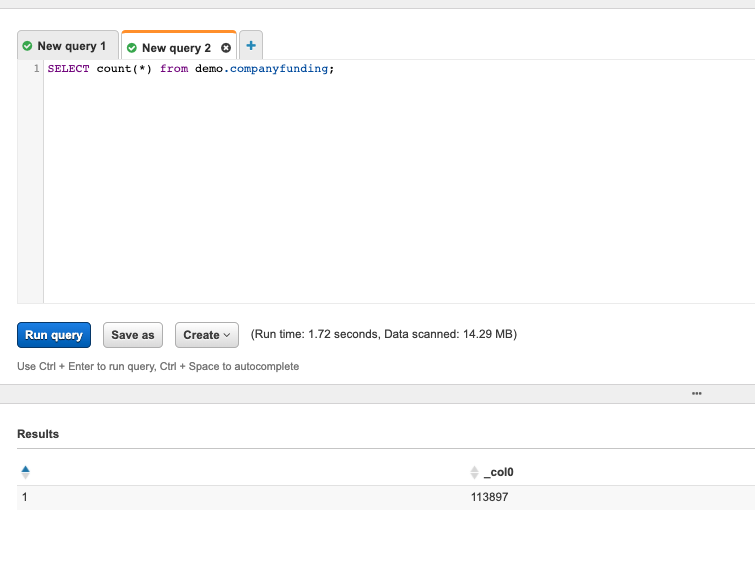 New query 1
New query 2
+
1 SELECT count(*) from demo.companyfunding;
Run query Save as Create (Run time: 1.72 seconds, Data scanned: 14.29 MB)
Use Ctrl + Enter to run query, Ctrl + Space to autocomplete
Results
_col0
1 113897